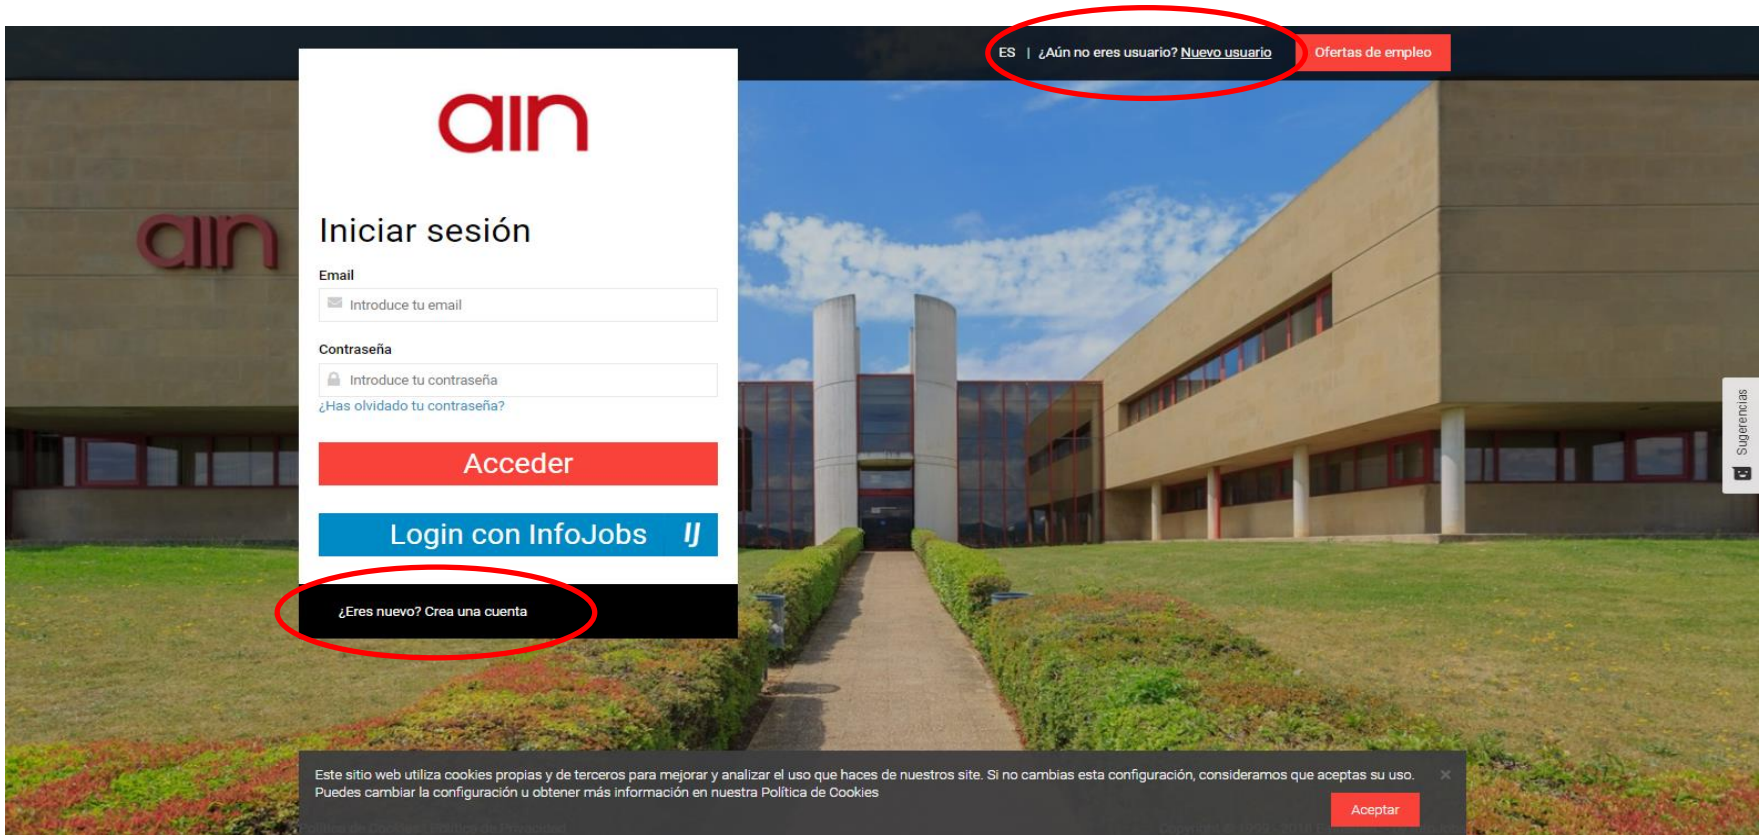 ES | ¿Aún no eres usuario? Nuevo usuario
Ofertas de empleo
ain
ain
Iniciar sesión
Email
Introduce tu email
Contraseña
Introduce tu contraseña
¿Has olvidado tu contraseña?
Acceder
Login con InfoJobs IJ
¿Eres nuevo? Crea una cuenta
Sugerencias
Este sitio web utiliza cookies propias y de terceros para mejorar y analizar el uso que haces de nuestros site. Si no cambias esta configuración, consideramos que aceptas su uso.
Puedes cambiar la configuración u obtener más información en nuestra Política de Cookies
Aceptar